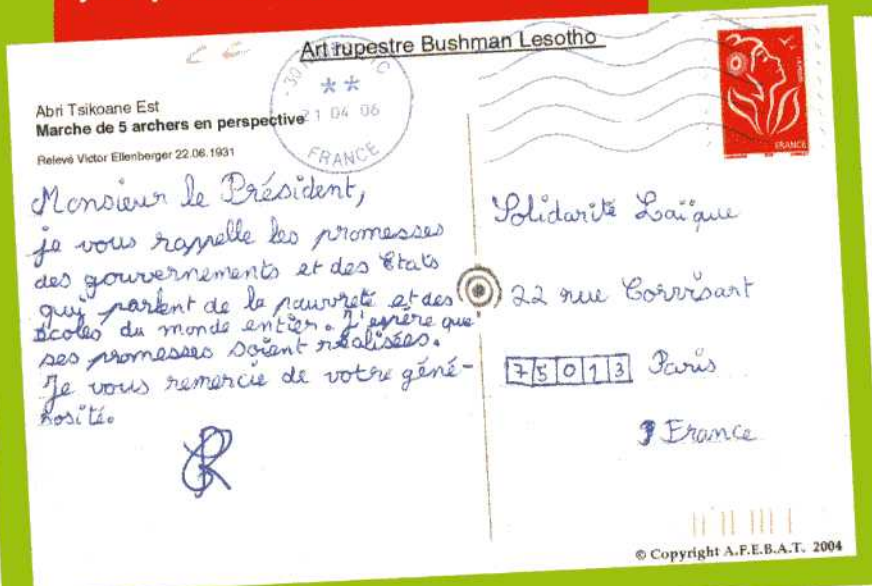 Art rupestre Bushman Lesotho
Abri Tsikoane Est
Marche de 5 archers en perspective
Relevé Victor Ellenberger 22.06.1931
21 04 06
FRANCE
FRANCE
Monsieur le Président,
je vous rappelle les promesses
des gouvernements et des États
qui parlent de la pauvreté et des
écoles du monde entier. J'espère que
ses promesses soient réalisées.
Je vous remercie de votre géné-
rosité.
Solidarité Laïque
22 rue Corvisart
75013 Paris
France
© Copyright A.F.E.B.A.T. 2004